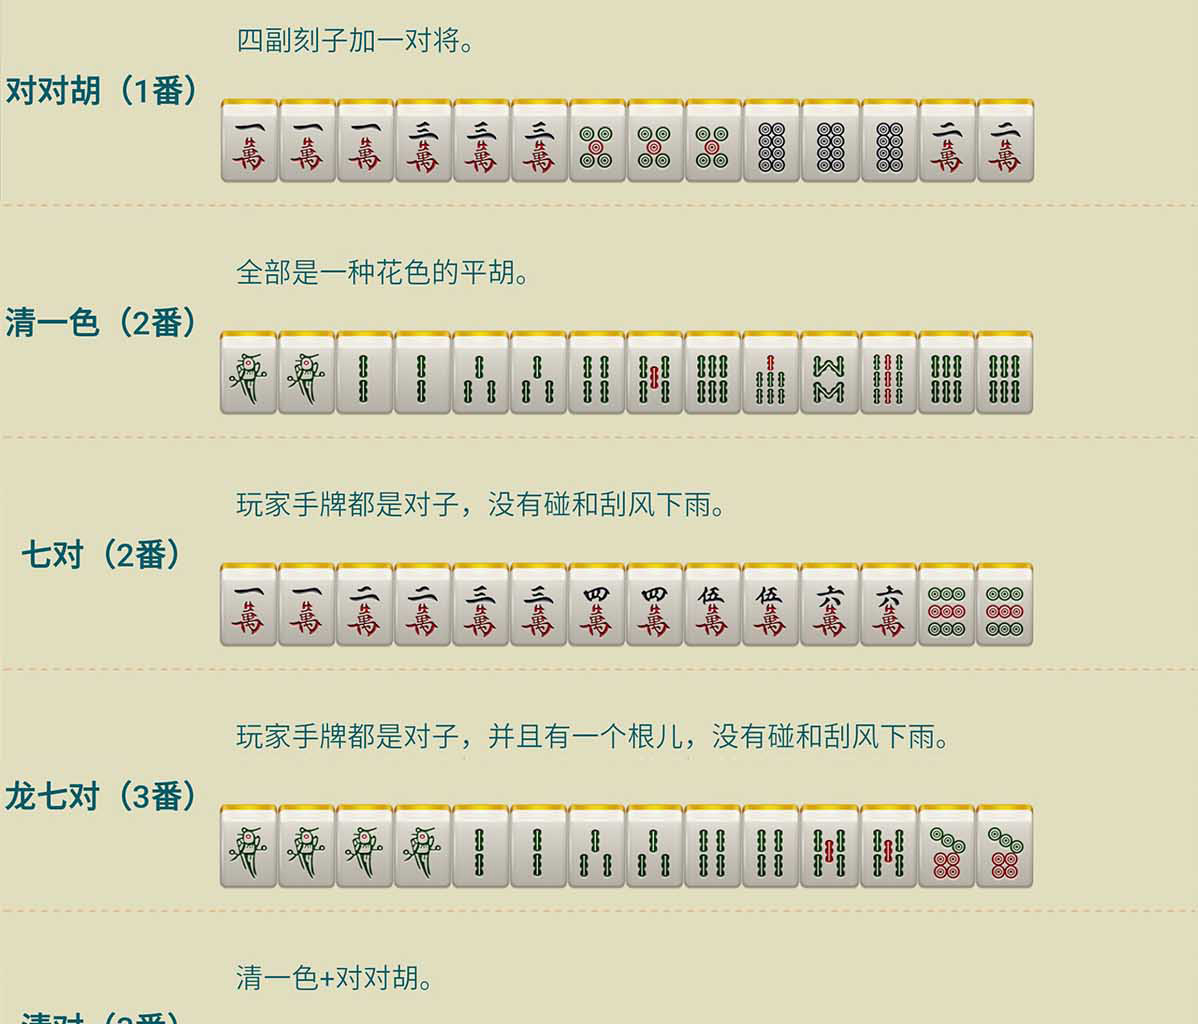 四副刻子加一对将。
对对胡（1番）
一萬 一萬 一萬 三萬 三萬 三萬 二萬 二萬
全部是一种花色的平胡。
清一色（2番）
玩家手牌都是对子，没有碰和刮风下雨。
七对（2番）
一萬 一萬 二萬 二萬 三萬 三萬 四萬 四萬 伍萬 伍萬 六萬 六萬
玩家手牌都是对子，并且有一个根儿，没有碰和刮风下雨。
龙七对（3番）
清一色+对对胡。